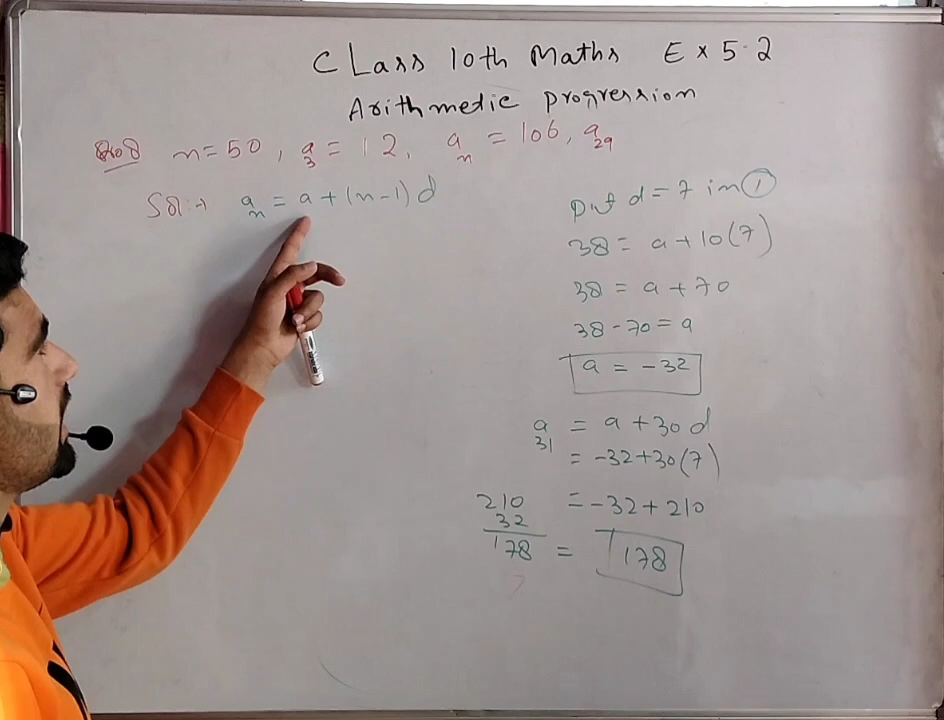 CLass 10th Maths Ex 5.2
Arithmedic progression
Q no 8 n=50, a3 = 12, an = 106, a29
Sol:→ an = a+(n-1)d
Put d=7 in ①
38 = a+10(7)
38 = a+70
38-70=a
a = -32
a31 = a+30d
= -32+30(7)
= -32+210
210
32
178 = 178